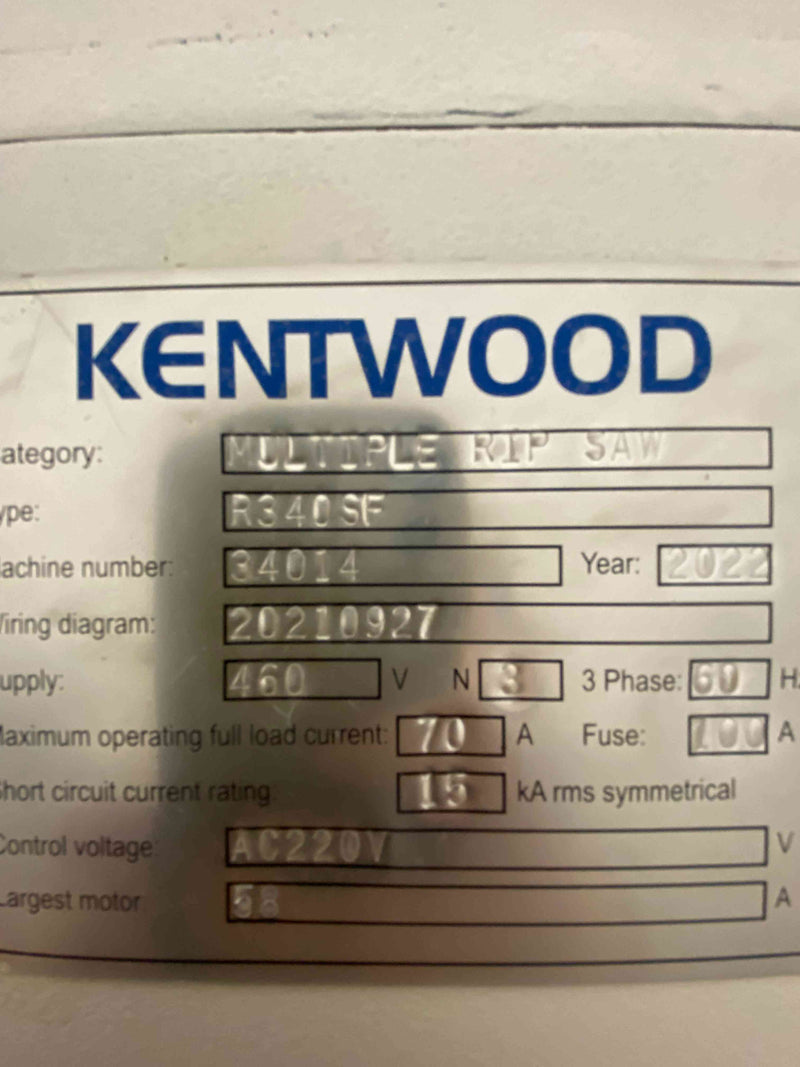 KENTWOOD
ategory: MULTIPLE RIP SAW
ype: R340SF
achine number: 34014 Year: 2022
iring diagram: 20210927
upply: 460 V N 3 3 Phase: 60 H
aximum operating full load current: 70 A Fuse: 100 A
hort circuit current rating: 15 kA rms symmetrical
Control voltage: AC220V V
Largest motor 58 A